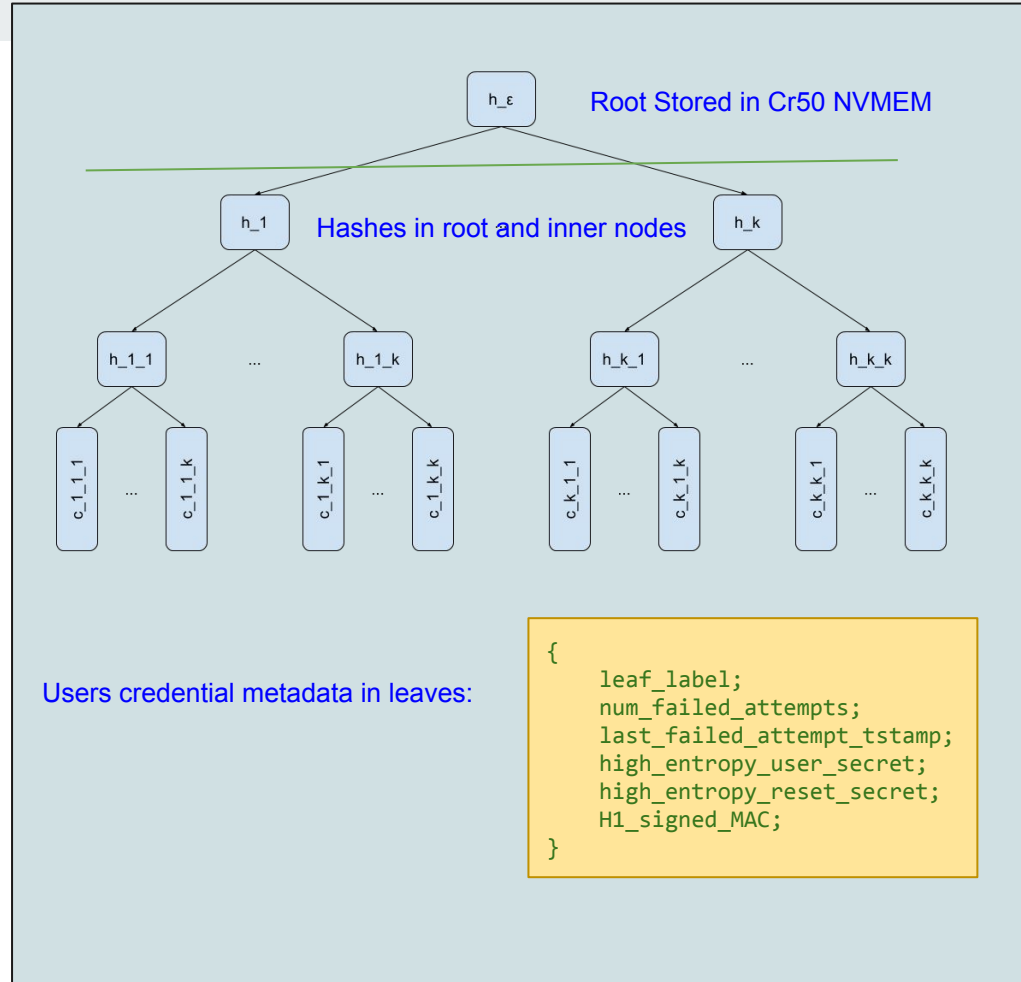 h_ε
Root Stored in Cr50 NVMEM
h_1
Hashes in root and inner nodes
h_k
h_1_1
...
h_1_k
h_k_1
...
h_k_k
c_1_1_1
...
c_1_1_k
c_1_k_1
...
c_1_k_k
c_k_1_1
...
c_k_1_k
c_k_k_1
...
c_k_k_k
Users credential metadata in leaves:
{
leaf_label;
num_failed_attempts;
last_failed_attempt_tstamp;
high_entropy_user_secret;
high_entropy_reset_secret;
H1_signed_MAC;
}